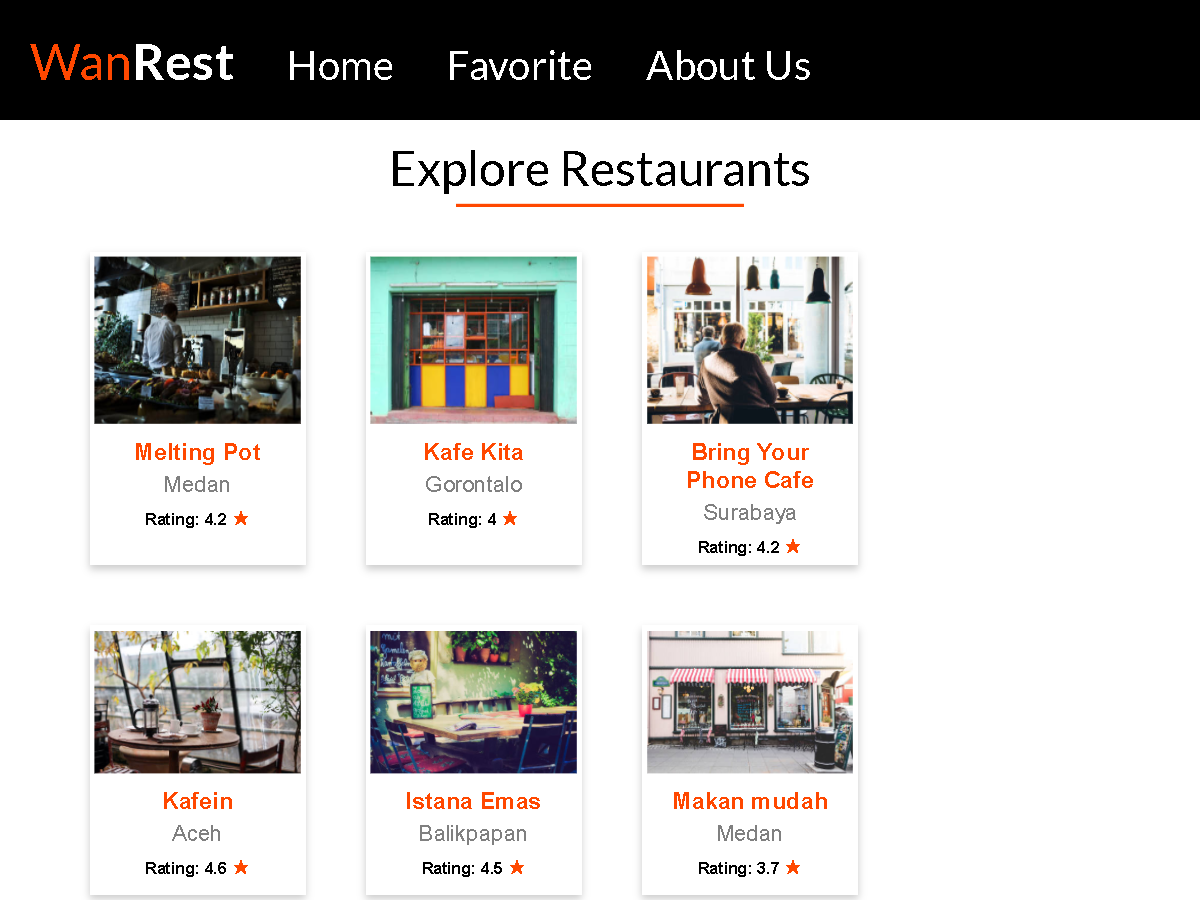 WanRest Home Favorite About Us
Explore Restaurants
Melting Pot
Medan
Rating: 4.2 ★
Kafe Kita
Gorontalo
Rating: 4 ★
Bring Your
Phone Cafe
Surabaya
Rating: 4.2 ★
Kafein
Aceh
Rating: 4.6 ★
Istana Emas
Balikpapan
Rating: 4.5 ★
Makan mudah
Medan
Rating: 3.7 ★